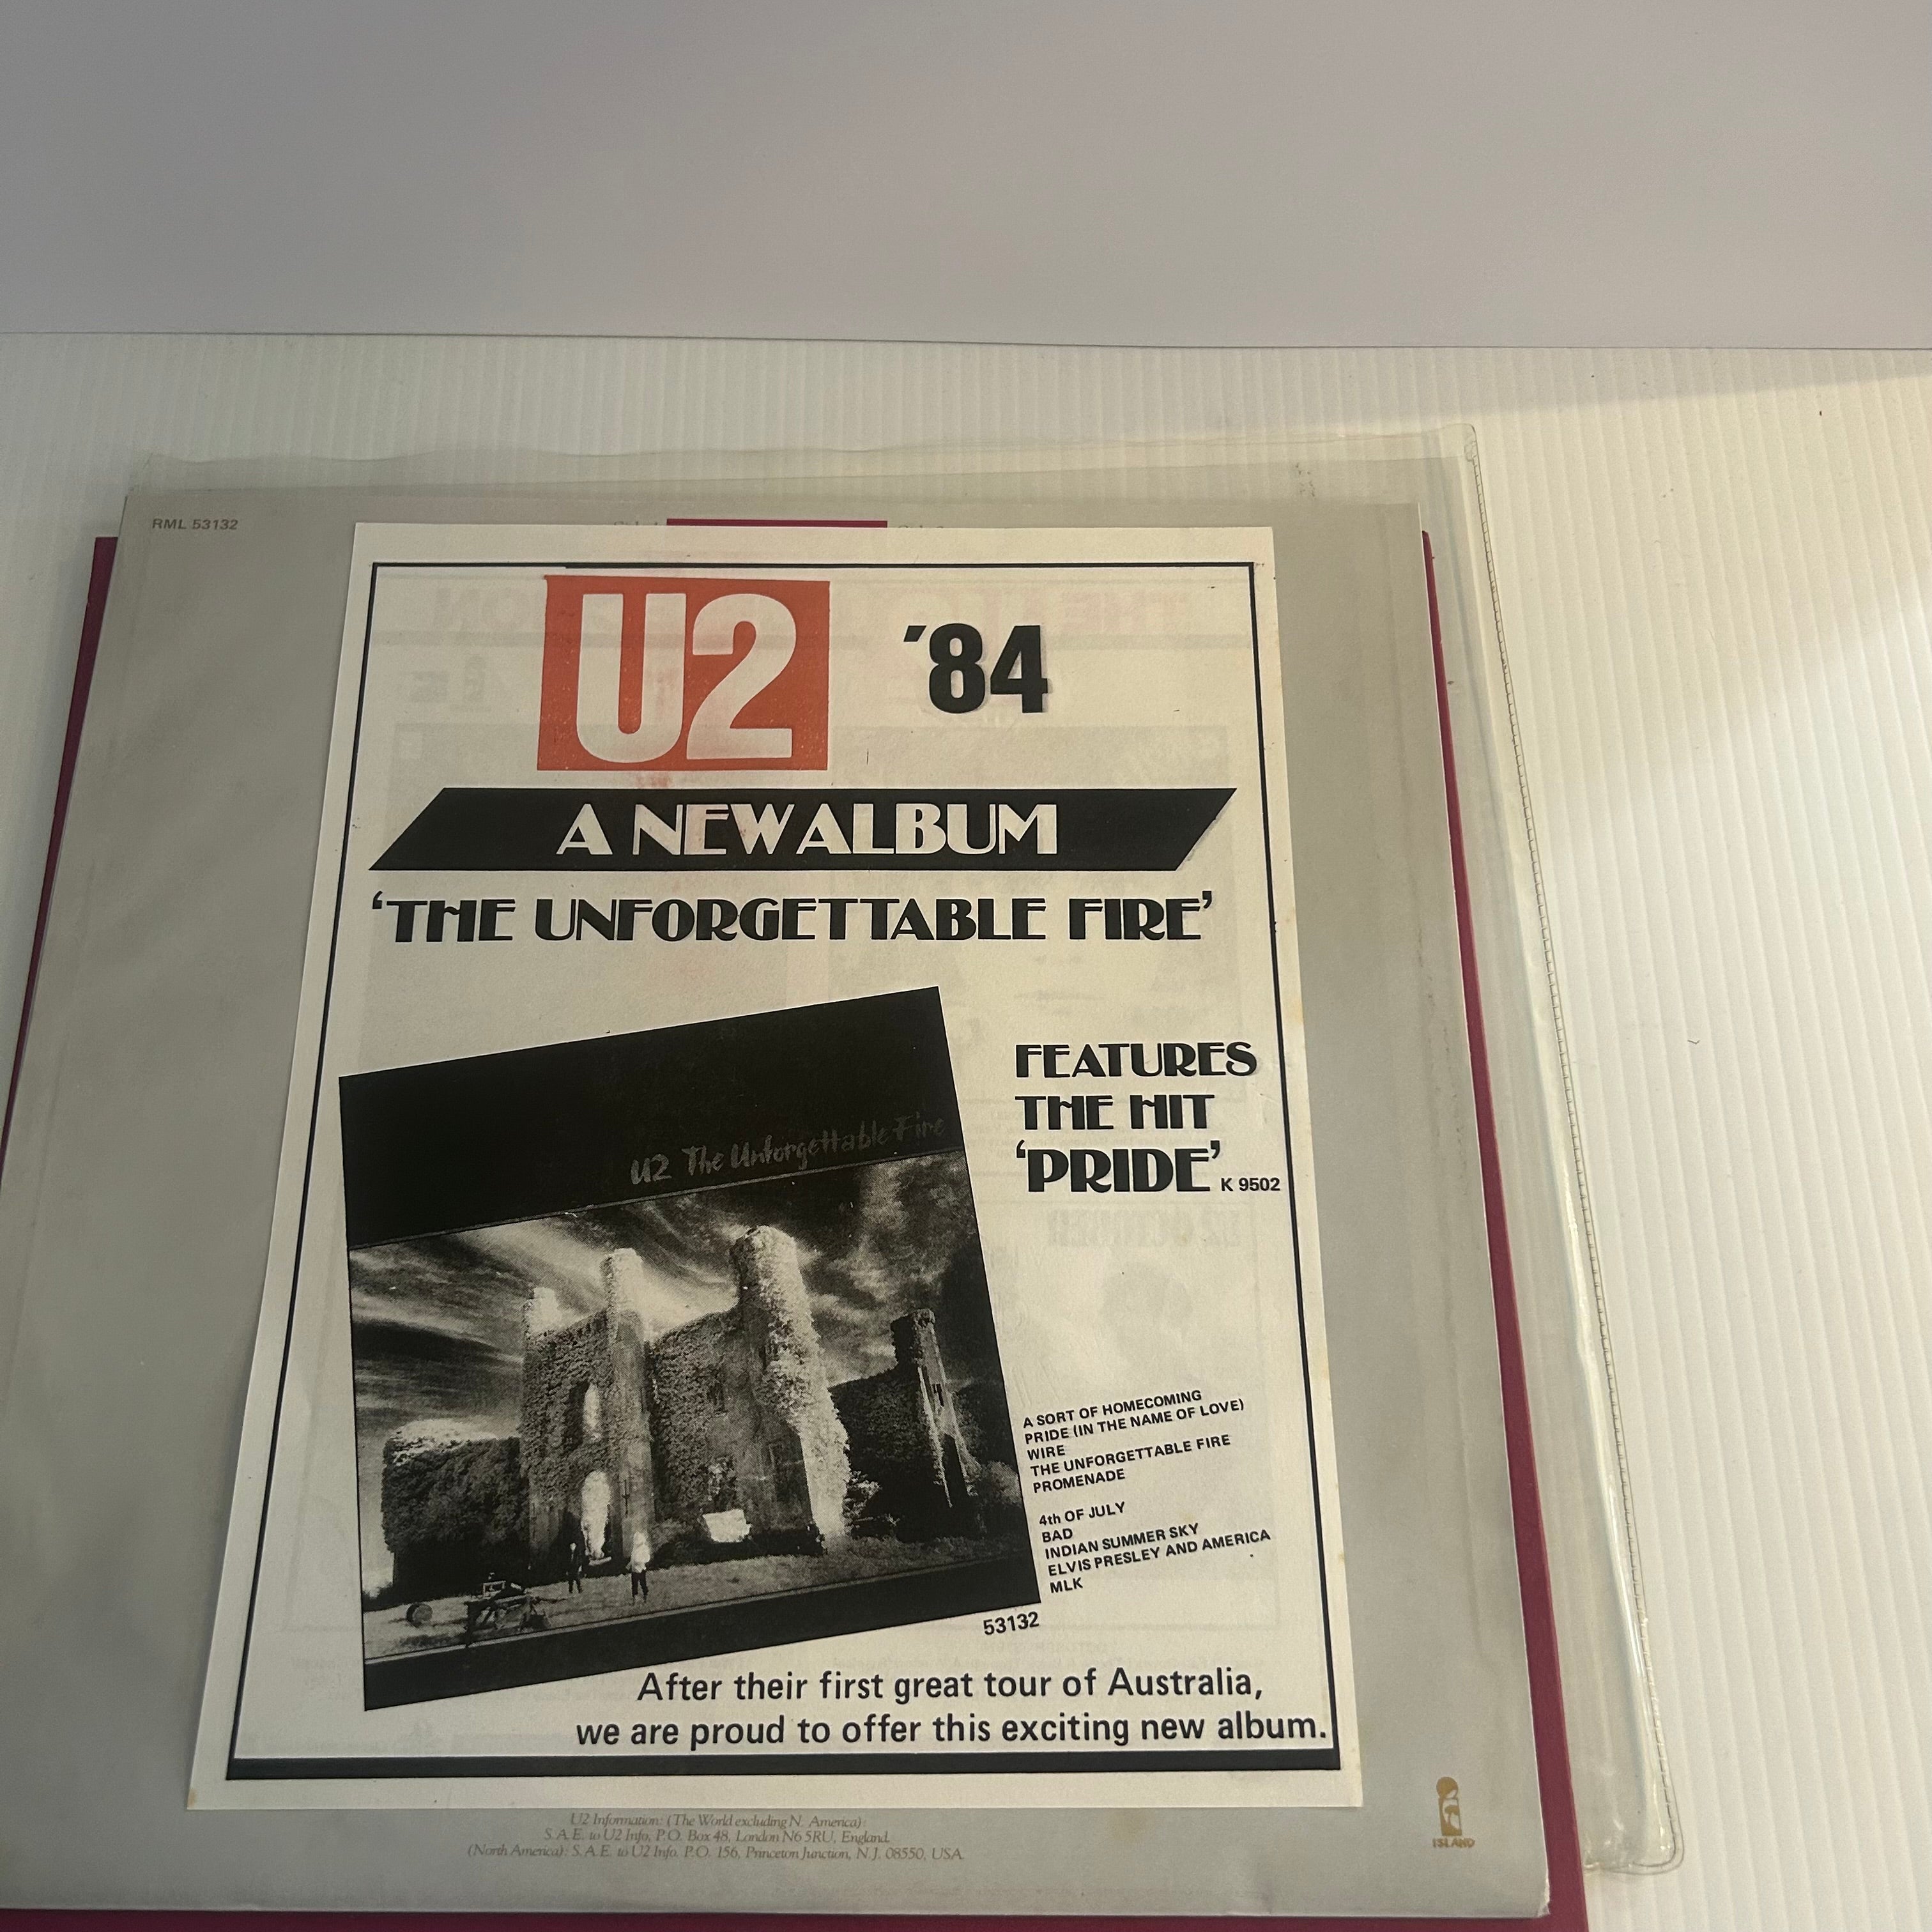 RML 53132
U2 '84
A NEW ALBUM
'THE UNFORGETTABLE FIRE'
U2 The Unforgettable Fire
FEATURES
THE HIT
'PRIDE' K 9502
A SORT OF HOMECOMING
PRIDE (IN THE NAME OF LOVE)
WIRE
THE UNFORGETTABLE FIRE
PROMENADE
4th OF JULY
BAD
INDIAN SUMMER SKY
ELVIS PRESLEY AND AMERICA
MLK
53132
After their first great tour of Australia,
we are proud to offer this exciting new album.
U2 Information: (The World excluding N. America):
S.A.E. to U2 Info, P.O. Box 48, London N6 5RU, England.
(North America): S.A.E. to U2 Info. P.O. 156, Princeton Junction, N.J. 08550, USA.
ISLAND